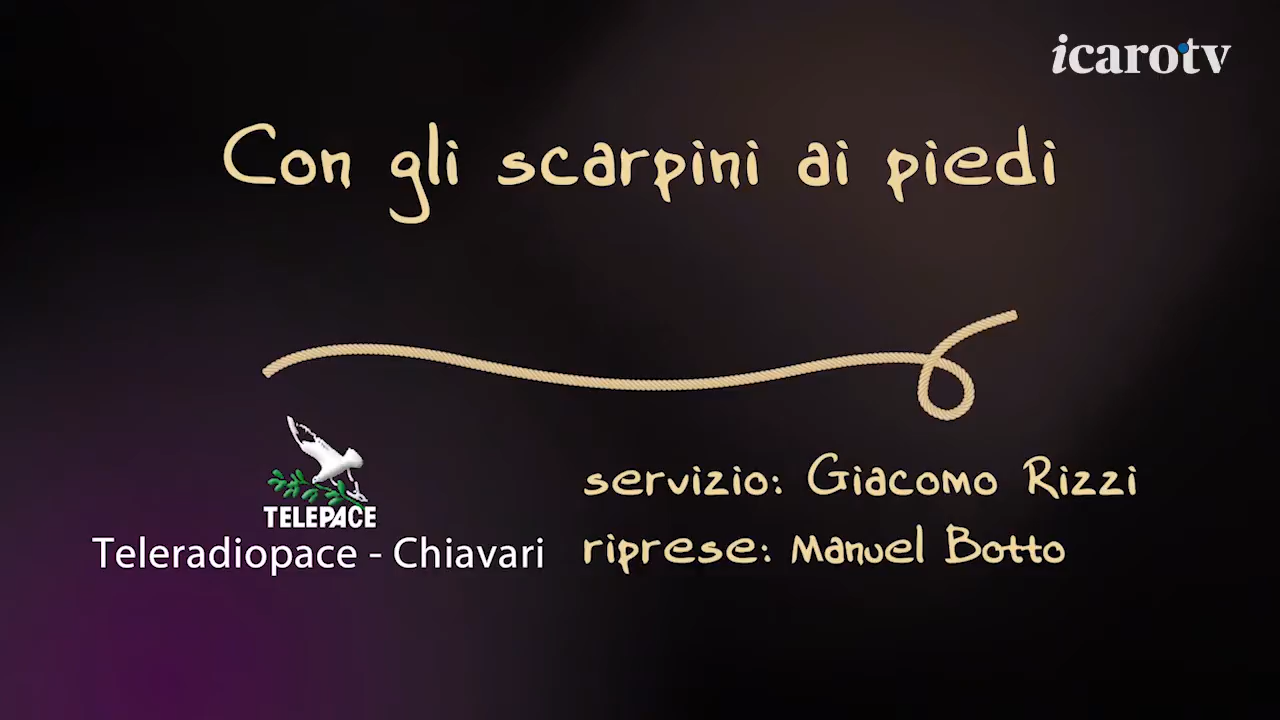 icarotv
Con gli scarpini ai piedi
TELEPACE
Teleradiopace - Chiavari
servizio: Giacomo Rizzi
riprese: Manuel Botto